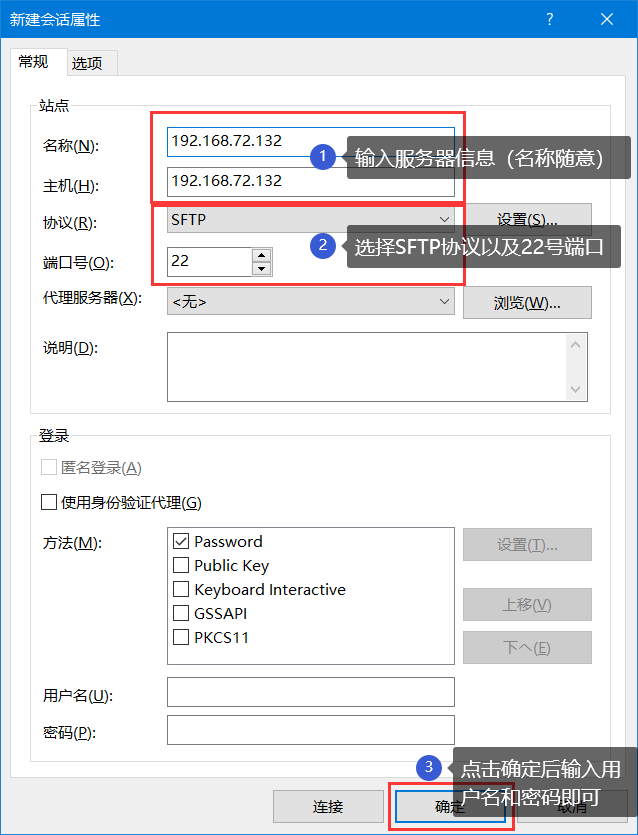 新建会话属性
?
常规 选项
站点
名称(N): 192.168.72.132
1 输入服务器信息（名称随意）
主机(H): 192.168.72.132
协议(R): SFTP 设置(S)...
2 选择SFTP协议以及22号端口
端口号(O): 22
代理服务器(X): <无> 浏览(W)...
说明(D):
登录
匿名登录(A)
使用身份验证代理(G)
方法(M): Password 设置(T)...
Public Key
Keyboard Interactive
上移(V)
GSSAPI
PKCS11
下へ(E)
用户名(U):
密码(P):
3 点击确定后输入用
户名和密码即可
连接 确定 取消